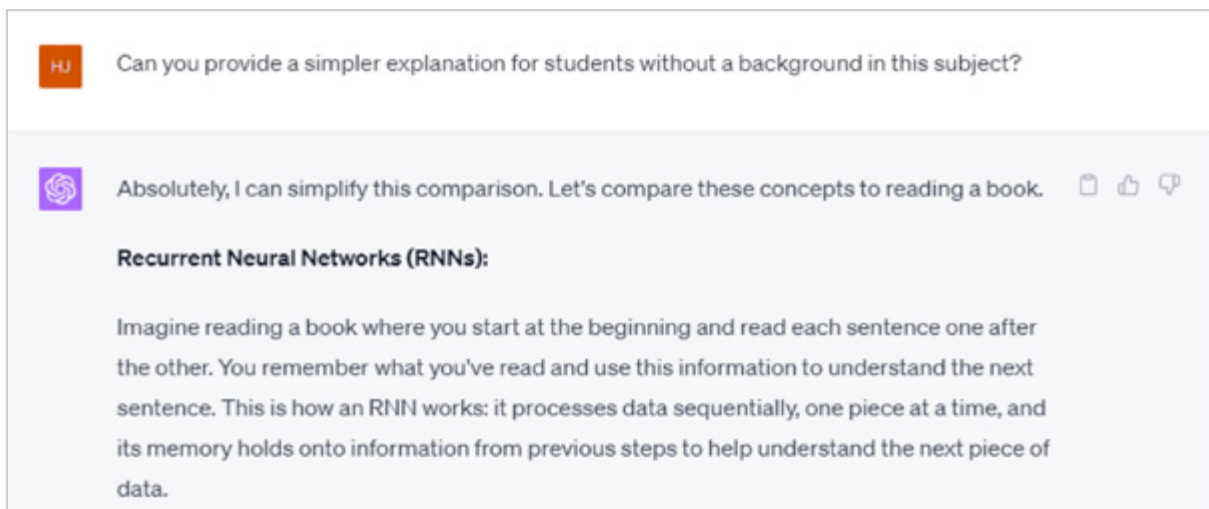 HJ
Can you provide a simpler explanation for students without a background in this subject?
Absolutely, I can simplify this comparison. Let's compare these concepts to reading a book.
Recurrent Neural Networks (RNNs):
Imagine reading a book where you start at the beginning and read each sentence one after
the other. You remember what you've read and use this information to understand the next
sentence. This is how an RNN works: it processes data sequentially, one piece at a time, and
its memory holds onto information from previous steps to help understand the next piece of
data.